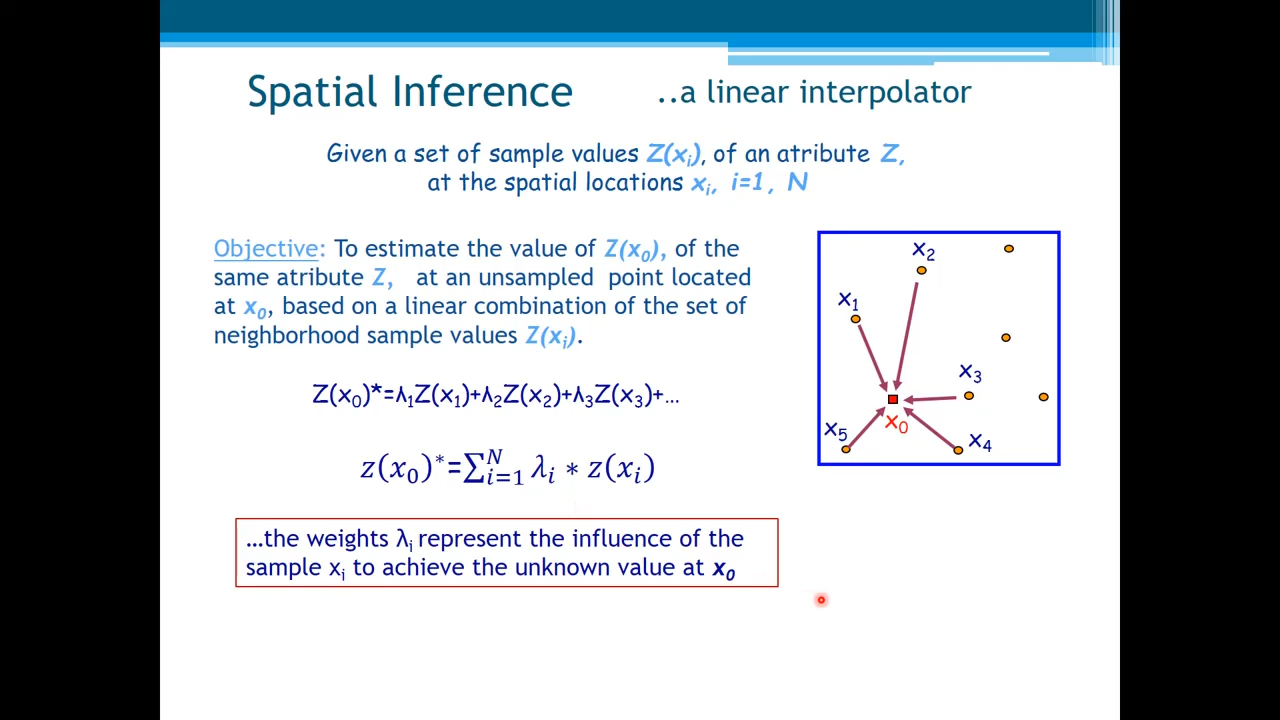 Spatial Inference
..a linear interpolator
Given a set of sample values Z(xi), of an atribute Z,
at the spatial locations xi, i=1, N
Objective: To estimate the value of Z(x0), of the
same atribute Z, at an unsampled point located
at x0, based on a linear combination of the set of
neighborhood sample values Z(xi).
Z(x0)*=λ1Z(x1)+λ2Z(x2)+λ3Z(x3)+…
z(x0)*=∑_{i=1}^{N} λi ∗ z(xi)
…the weights λi represent the influence of the
sample xi to achieve the unknown value at x0
x2
x1
x3
x0
x5
x4